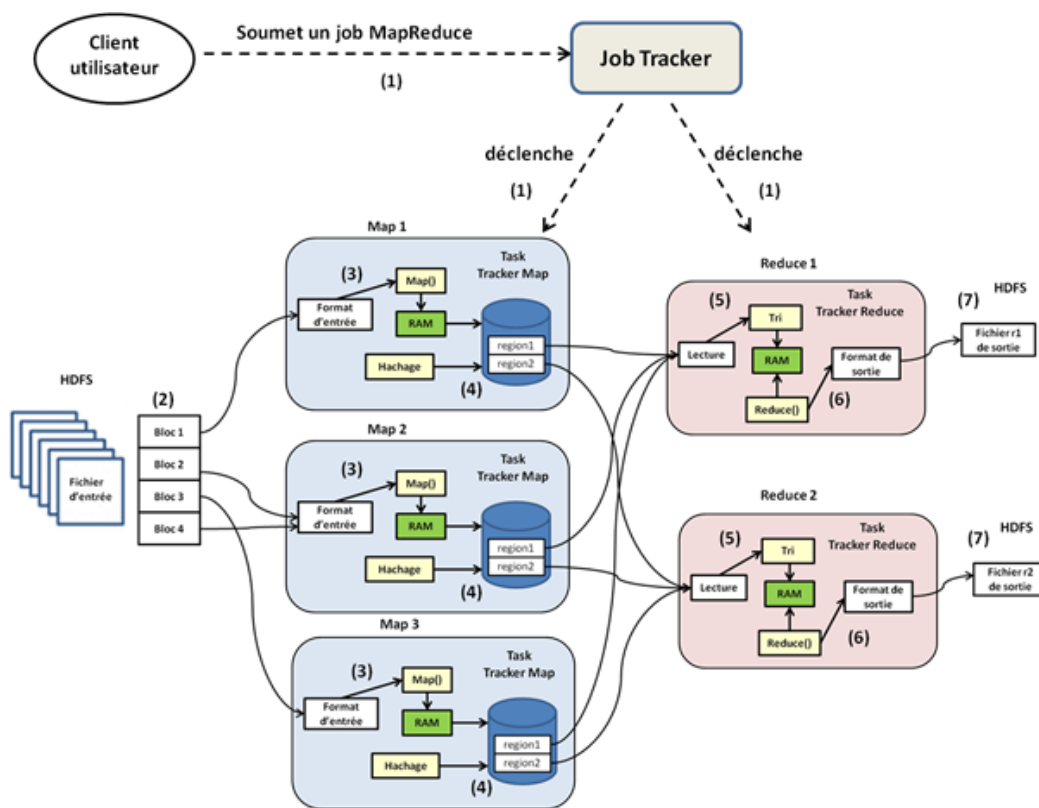 Client
utilisateur
Soumet un job MapReduce
(1)
Job Tracker
déclenche
(1)
déclenche
(1)
Map 1
(3)
Map()
Task
Tracker Map
Format
d'entrée
RAM
region1
region2
Hachage
(4)
Reduce 1
(5)
Tri
Task
Tracker Reduce
Lecture
RAM
Format de
sortie
Reduce()
(6)
(7)
HDFS
Fichier r1
de sortie
HDFS
(2)
Fichier
d'entrée
Bloc 1
Bloc 2
Bloc 3
Bloc 4
Map 2
(3)
Map()
Task
Tracker Map
Format
d'entrée
RAM
region1
region2
Hachage
(4)
Reduce 2
(5)
Tri
Task
Tracker Reduce
Lecture
RAM
Format de
sortie
Reduce()
(6)
(7)
HDFS
Fichier r2
de sortie
Map 3
(3)
Map()
Task
Tracker Map
Format
d'entrée
RAM
region1
region2
Hachage
(4)